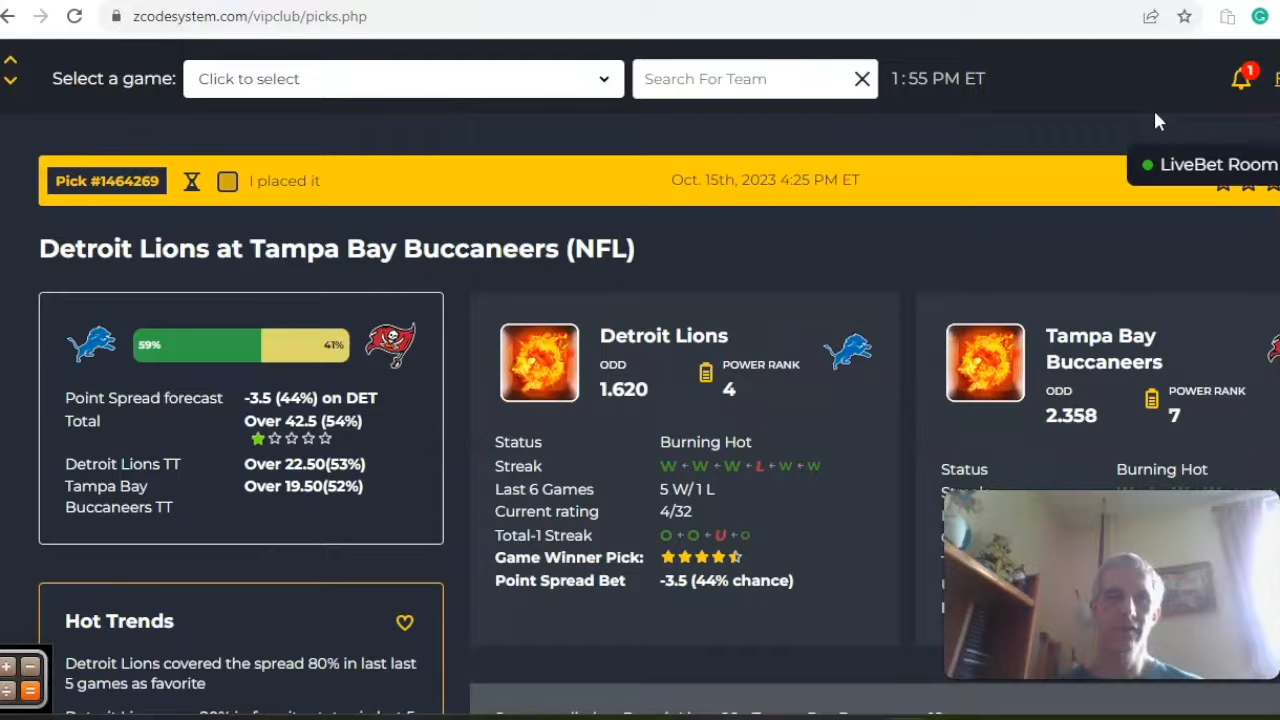 zcodesystem.com/vipclub/picks.php
Select a game:
Click to select
Search For Team
1:55 PM ET
1
LiveBet Room
Pick #1464269
I placed it
Oct. 15th, 2023 4:25 PM ET
Detroit Lions at Tampa Bay Buccaneers (NFL)
59%
41%
Point Spread forecast -3.5 (44%) on DET
Total Over 42.5 (54%)
Detroit Lions TT Over 22.50(53%)
Tampa Bay Over 19.50(52%)
Buccaneers TT
Hot Trends
Detroit Lions covered the spread 80% in last last
5 games as favorite
Detroit Lions
ODD
1.620
POWER RANK
4
Status Burning Hot
Streak W W W L W W
Last 6 Games 5 W/1 L
Current rating 4/32
Total-1 Streak O O U O
Game Winner Pick:
Point Spread Bet -3.5 (44% chance)
Tampa Bay
Buccaneers
ODD
2.358
POWER RANK
7
Status Burning Hot